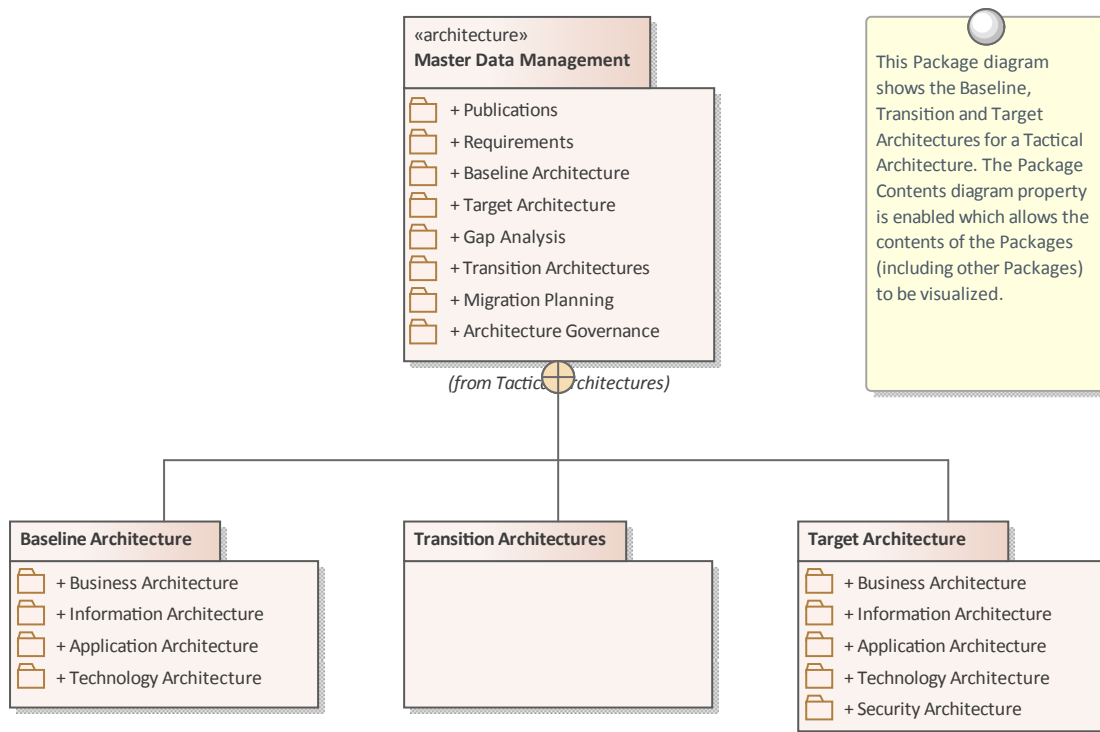 «architecture»
Master Data Management
+ Publications
+ Requirements
+ Baseline Architecture
+ Target Architecture
+ Gap Analysis
+ Transition Architectures
+ Migration Planning
+ Architecture Governance
(from Tactical Architectures)
This Package diagram
shows the Baseline,
Transition and Target
Architectures for a Tactical
Architecture. The Package
Contents diagram property
is enabled which allows the
contents of the Packages
(including other Packages)
to be visualized.
Baseline Architecture
+ Business Architecture
+ Information Architecture
+ Application Architecture
+ Technology Architecture
Transition Architectures
Target Architecture
+ Business Architecture
+ Information Architecture
+ Application Architecture
+ Technology Architecture
+ Security Architecture